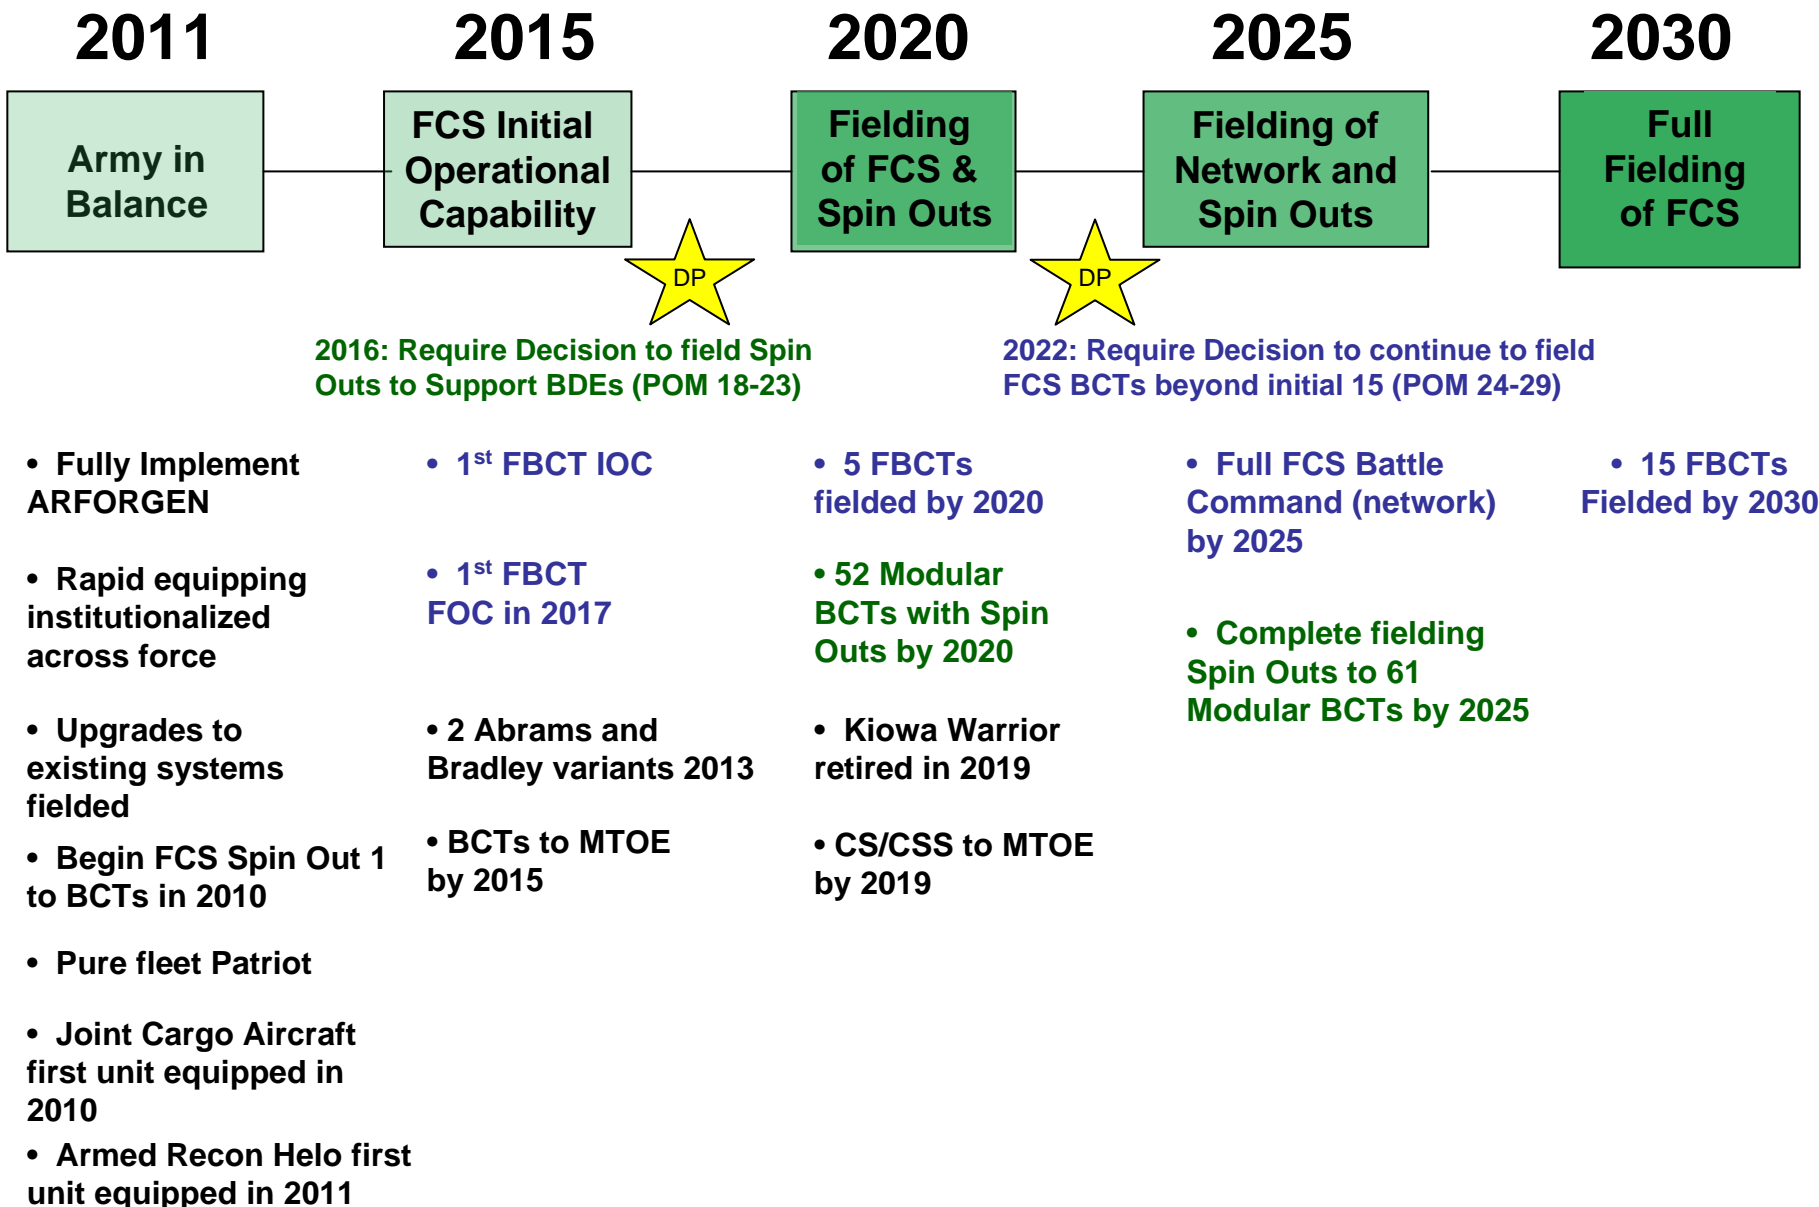 2011
2015
2020
2025
2030
Army in
Balance
FCS Initial
Operational
Capability
Fielding
of FCS &
Spin Outs
Fielding of
Network and
Spin Outs
Full
Fielding
of FCS
DP
DP
2016: Require Decision to field Spin
Outs to Support BDEs (POM 18-23)
2022: Require Decision to continue to field
FCS BCTs beyond initial 15 (POM 24-29)
• Fully Implement
ARFORGEN
• Rapid equipping
institutionalized
across force
• Upgrades to
existing systems
fielded
• Begin FCS Spin Out 1
to BCTs in 2010
• Pure fleet Patriot
• Joint Cargo Aircraft
first unit equipped in
2010
• Armed Recon Helo first
unit equipped in 2011
• 1st FBCT IOC
• 1st FBCT
FOC in 2017
• 2 Abrams and
Bradley variants 2013
• BCTs to MTOE
by 2015
• 5 FBCTs
fielded by 2020
• 52 Modular
BCTs with Spin
Outs by 2020
• Kiowa Warrior
retired in 2019
• CS/CSS to MTOE
by 2019
• Full FCS Battle
Command (network)
by 2025
• Complete fielding
Spin Outs to 61
Modular BCTs by 2025
• 15 FBCTs
Fielded by 2030